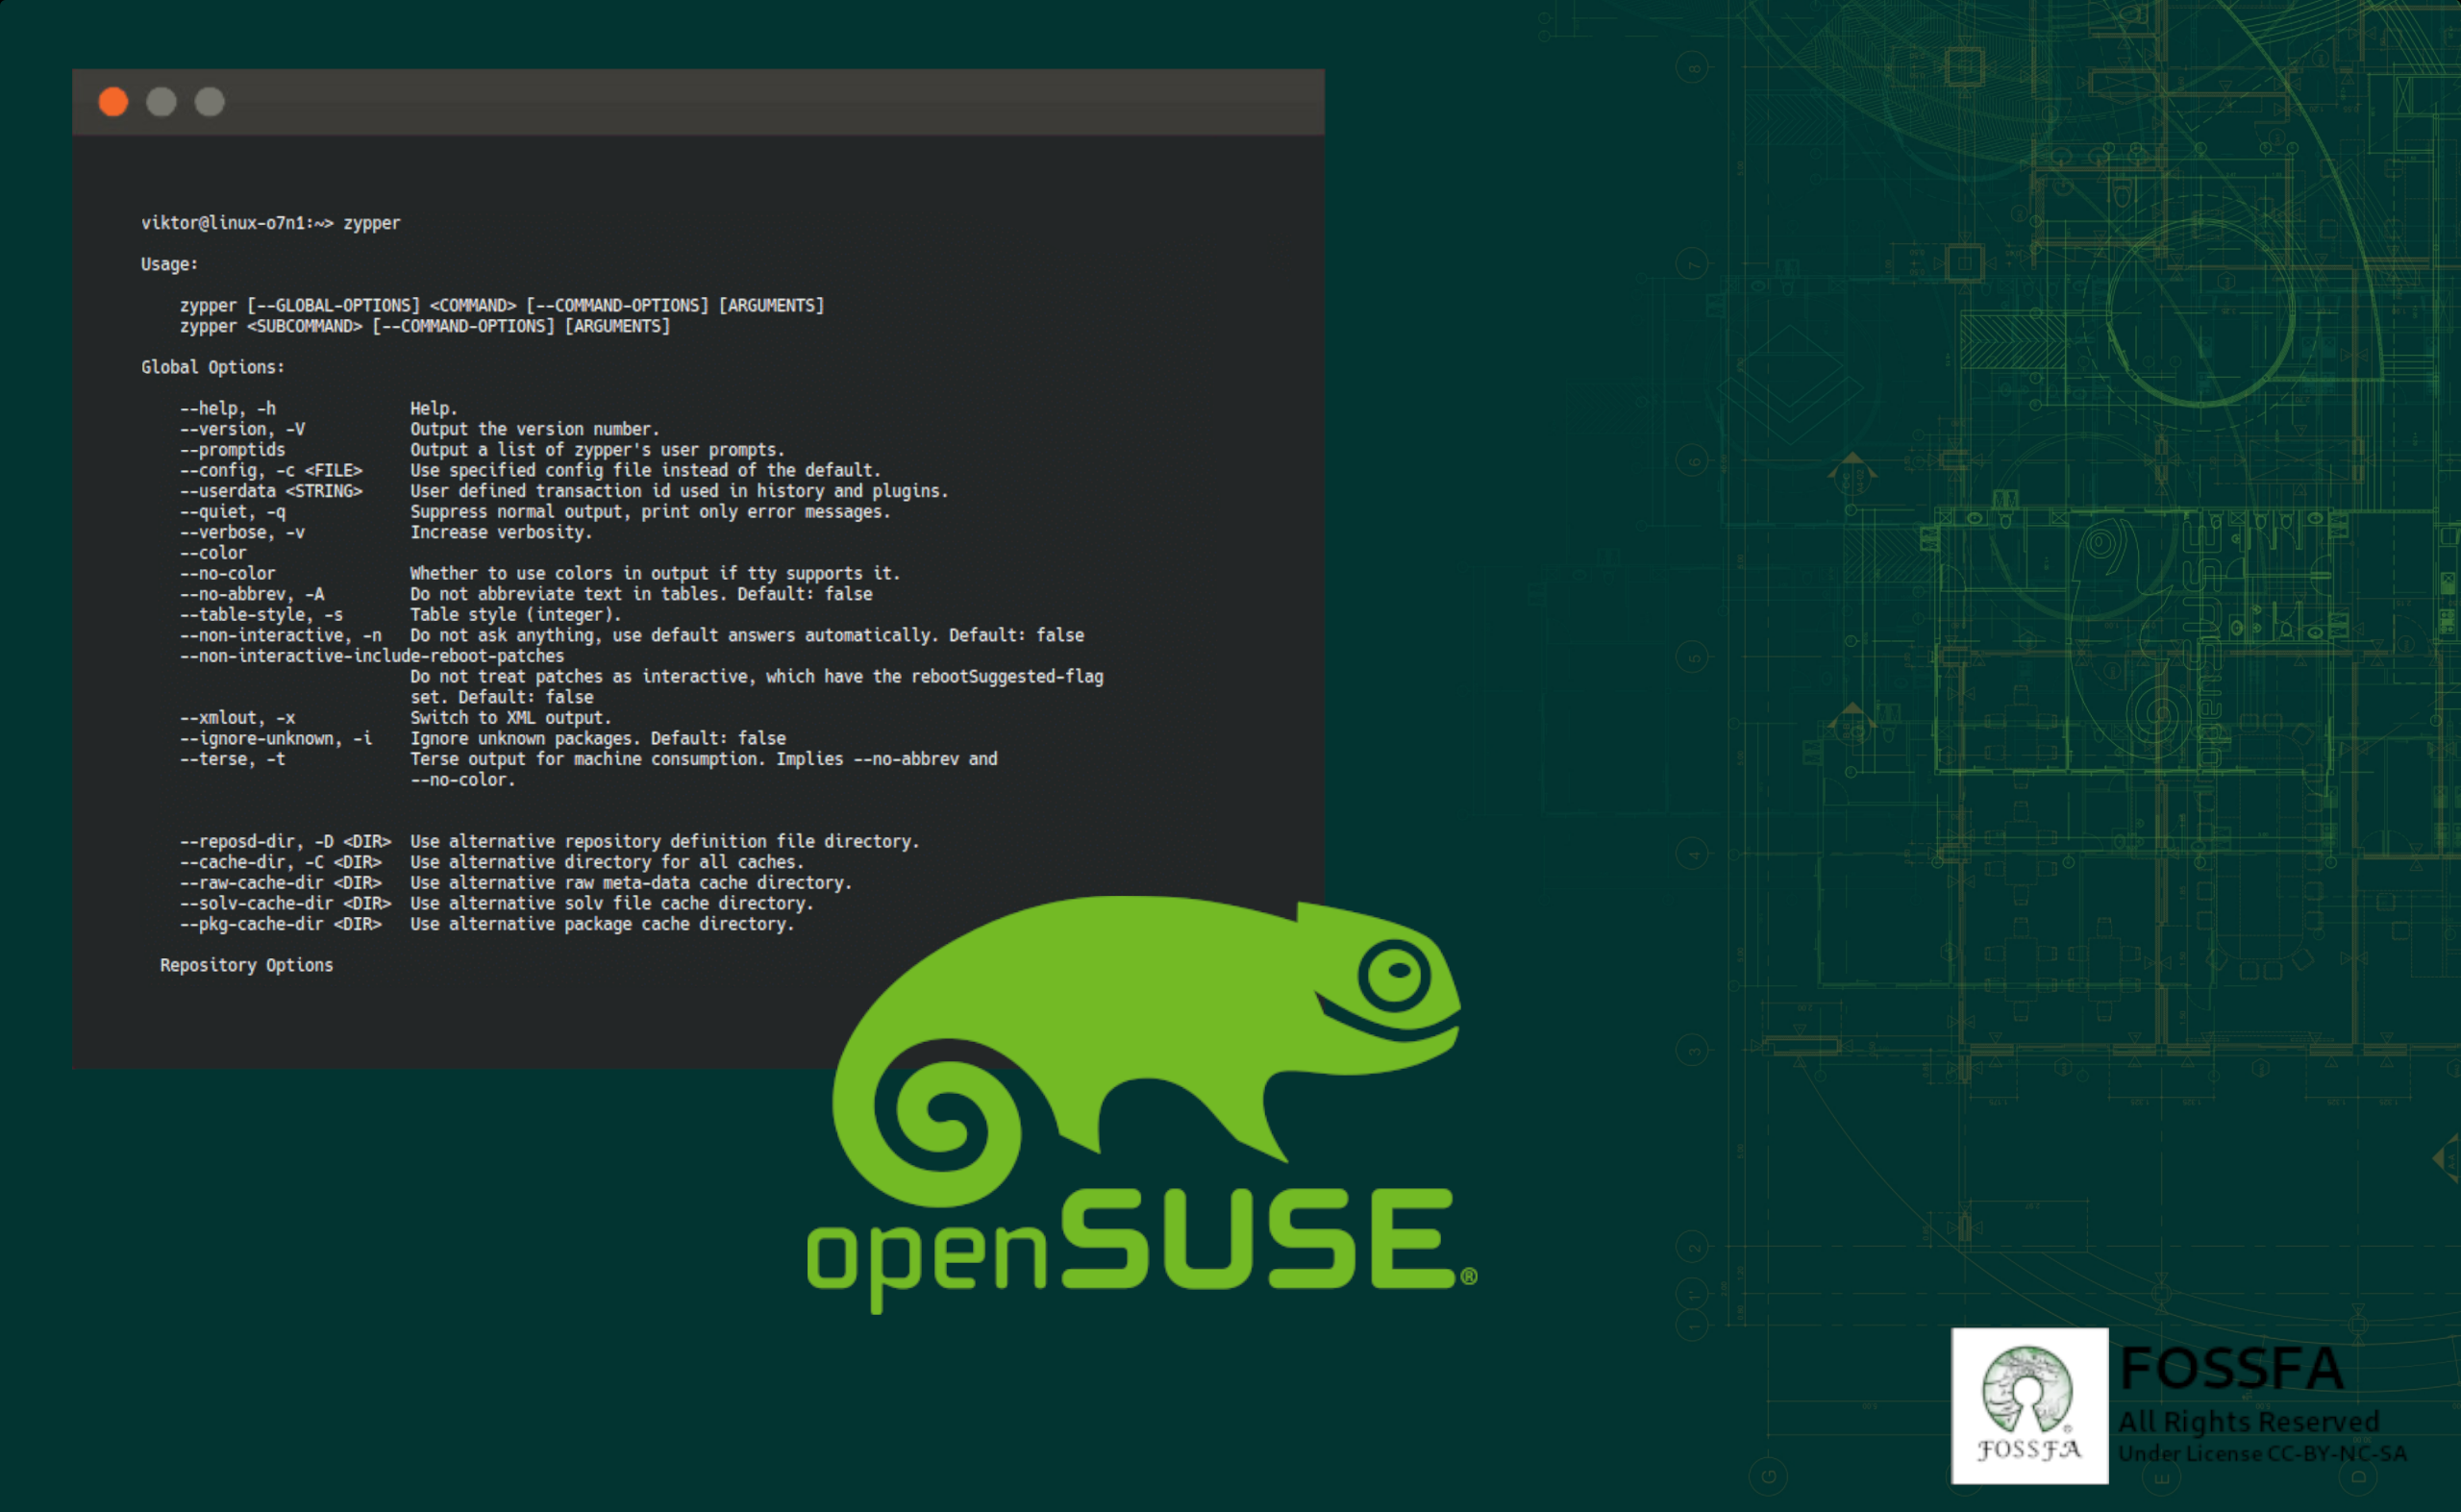 viktor@linux-o7n1:~> zypper
Usage:
zypper [--GLOBAL-OPTIONS] <COMMAND> [--COMMAND-OPTIONS] [ARGUMENTS]
zypper <SUBCOMMAND> [--COMMAND-OPTIONS] [ARGUMENTS]
Global Options:
--help, -h Help.
--version, -V Output the version number.
--promptids Output a list of zypper's user prompts.
--config, -c <FILE> Use specified config file instead of the default.
--userdata <STRING> User defined transaction id used in history and plugins.
--quiet, -q Suppress normal output, print only error messages.
--verbose, -v Increase verbosity.
--color
--no-color Whether to use colors in output if tty supports it.
--no-abbrev, -A Do not abbreviate text in tables. Default: false
--table-style, -s Table style (integer).
--non-interactive, -n Do not ask anything, use default answers automatically. Default: false
--non-interactive-include-reboot-patches
Do not treat patches as interactive, which have the rebootSuggested-flag
set. Default: false
--xmlout, -x Switch to XML output.
--ignore-unknown, -i Ignore unknown packages. Default: false
--terse, -t Terse output for machine consumption. Implies --no-abbrev and
--no-color.
--reposd-dir, -D <DIR> Use alternative repository definition file directory.
--cache-dir, -C <DIR> Use alternative directory for all caches.
--raw-cache-dir <DIR> Use alternative raw meta-data cache directory.
--solv-cache-dir <DIR> Use alternative solv file cache directory.
--pkg-cache-dir <DIR> Use alternative package cache directory.
Repository Options
openSUSE®
8
7
6
5
4
3
2
1'
1
G
E
D
openSUSE
FOSSFA®
FOSSFA
All Rights Reserved
Under License CC-BY-NC-SA